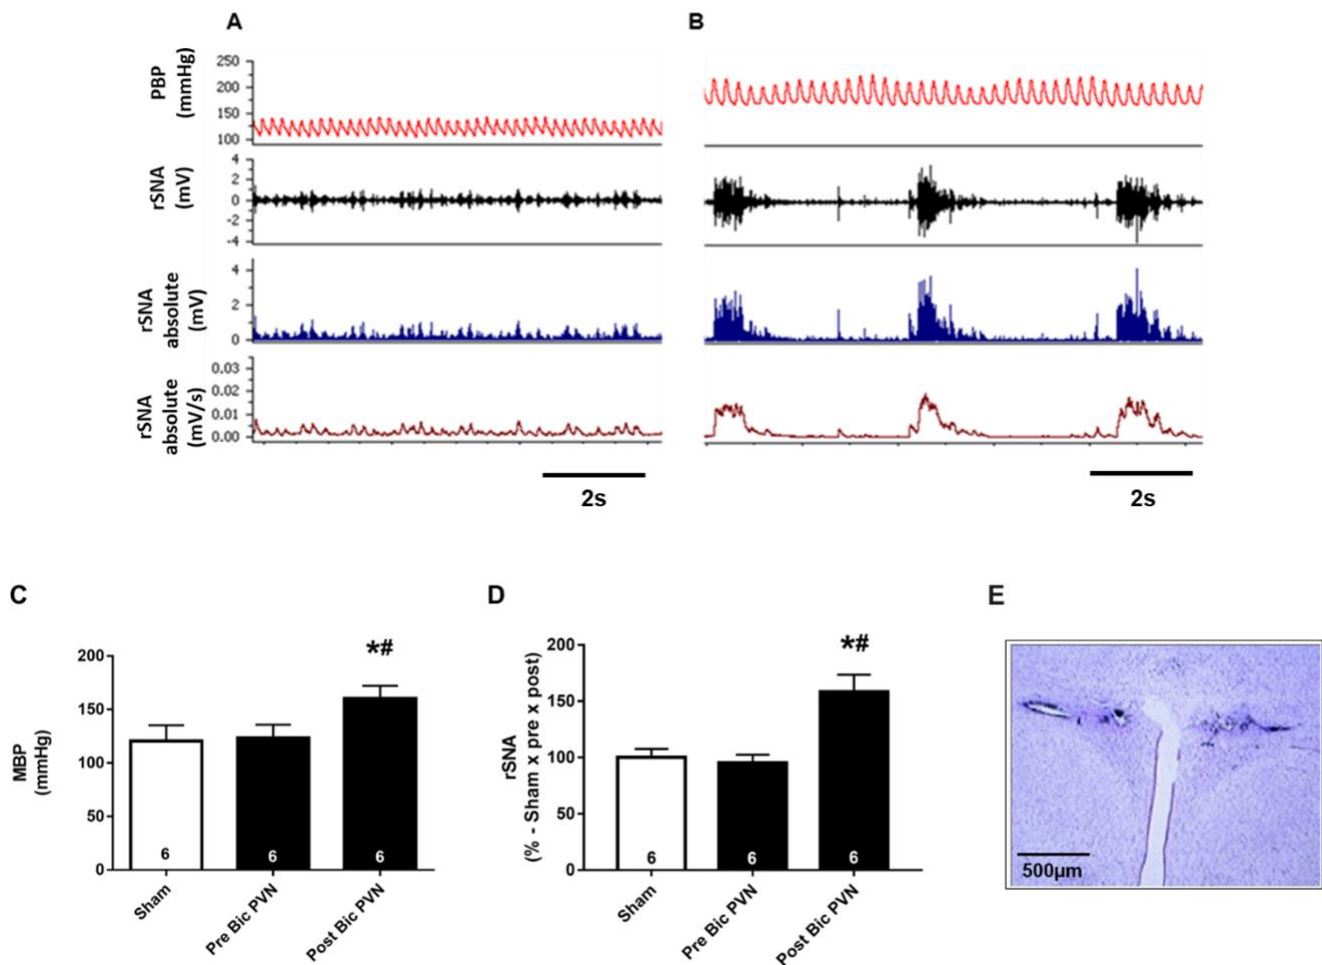 A
B
PBP
(mmHg)
250
200
150
100
rSNA
(mV)
4
2
0
-2
-4
rSNA
absolute
(mV)
4
2
0
rSNA
absolute
(mV/s)
0.03
0.02
0.01
0.00
2s
2s
C
MBP
(mmHg)
200
150
100
50
0
*#
6
6
6
Sham
Pre Bic PVN
Post Bic PVN
D
rSNA
(% - Sham x pre x post)
200
150
100
50
0
*#
6
6
6
Sham
Pre Bic PVN
Post Bic PVN
E
500µm